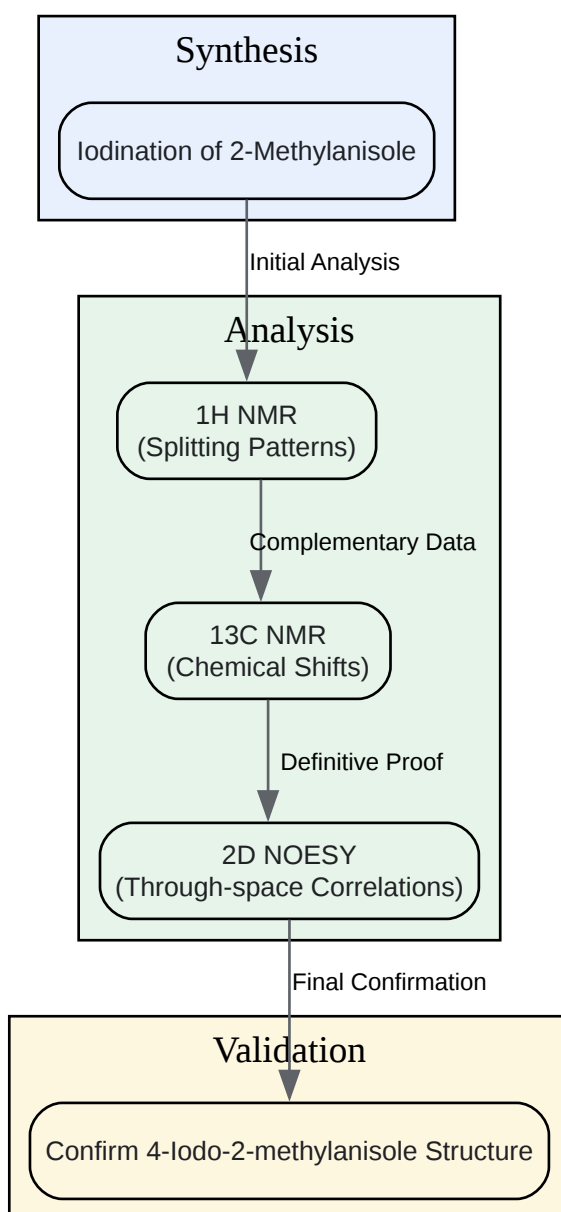 Synthesis
Iodination of 2-Methylanisole
Initial Analysis
Analysis
1H NMR
(Splitting Patterns)
Complementary Data
13C NMR
(Chemical Shifts)
Definitive Proof
2D NOESY
(Through-space Correlations)
Final Confirmation
Validation
Confirm 4-Iodo-2-methylanisole Structure